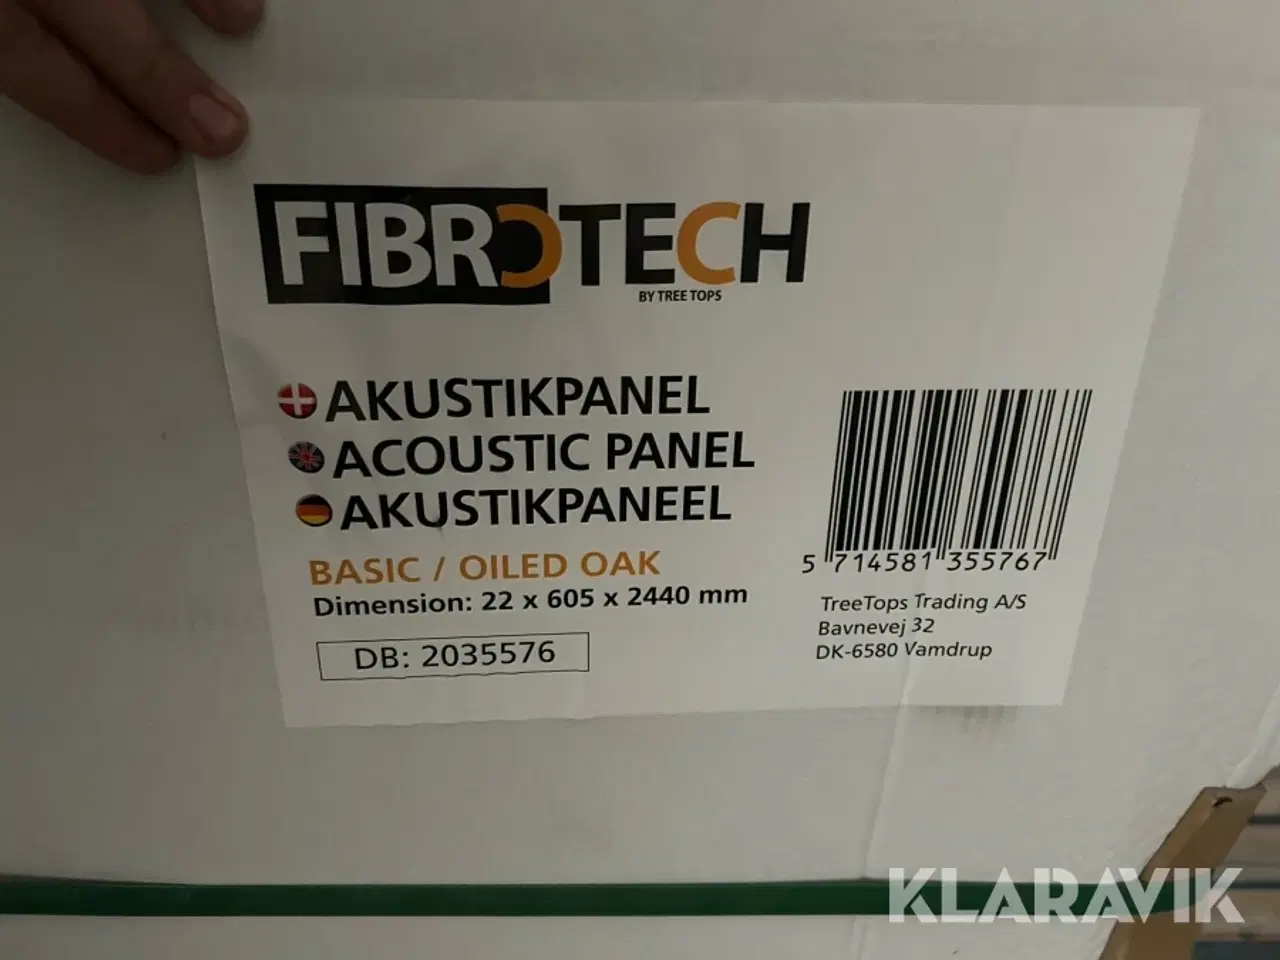 FIBROTECH
BY TREE TOPS
AKUSTIKPANEL
ACOUSTIC PANEL
AKUSTIKPANEEL
BASIC / OILED OAK
Dimension: 22 x 605 x 2440 mm
DB: 2035576
5 714581 355767
TreeTops Trading A/S
Bavnevej 32
DK-6580 Vamdrup
KLARAVIK